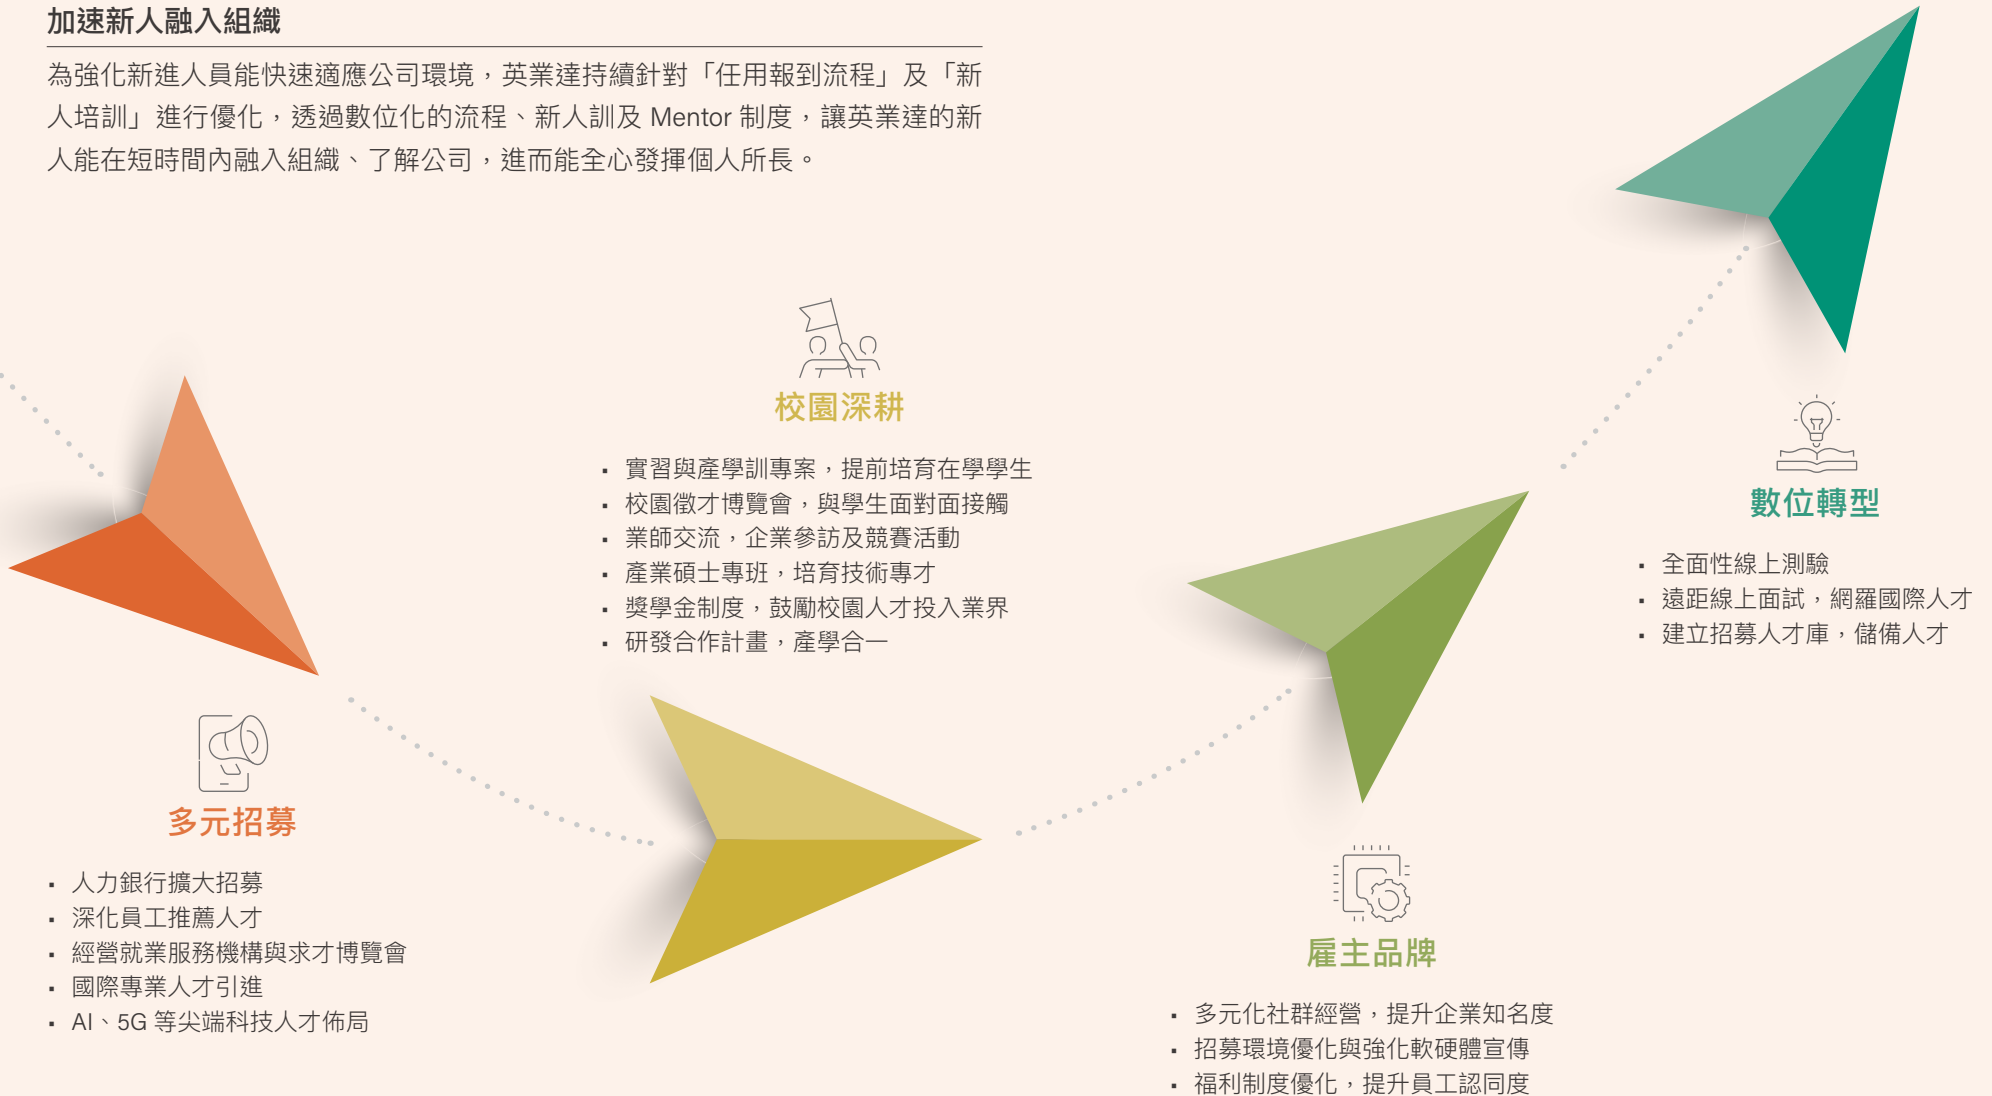 加速新人融入組織
為強化新進人員能快速適應公司環境，英業達持續針對「任用報到流程」及「新
人培訓」進行優化，透過數位化的流程、新人訓及 Mentor 制度，讓英業達的新
人能在短時間內融入組織、了解公司，進而能全心發揮個人所長。
多元招募
▪ 人力銀行擴大招募
▪ 深化員工推薦人才
▪ 經營就業服務機構與求才博覽會
▪ 國際專業人才引進
▪ AI、5G 等尖端科技人才佈局
校園深耕
▪ 實習與產學訓專案，提前培育在學學生
▪ 校園徵才博覽會，與學生面對面接觸
▪ 業師交流，企業參訪及競賽活動
▪ 產業碩士專班，培育技術專才
▪ 獎學金制度，鼓勵校園人才投入業界
▪ 研發合作計畫，產學合一
雇主品牌
▪ 多元化社群經營，提升企業知名度
▪ 招募環境優化與強化軟硬體宣傳
▪ 福利制度優化，提升員工認同度
數位轉型
▪ 全面性線上測驗
▪ 遠距線上面試，網羅國際人才
▪ 建立招募人才庫，儲備人才